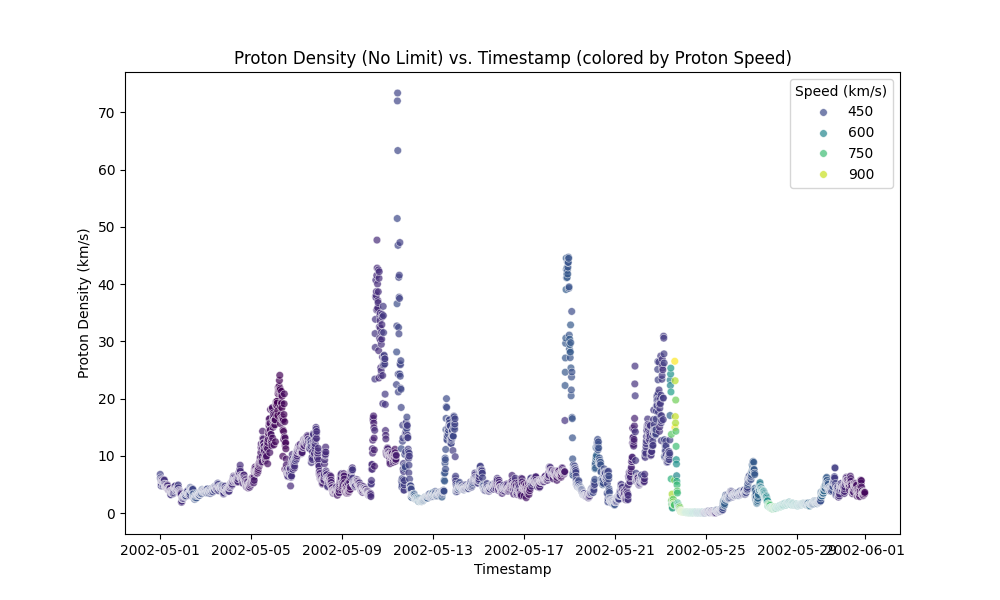 Proton Density (No Limit) vs. Timestamp (colored by Proton Speed)
Speed (km/s)
450
600
750
900
Proton Density (km/s)
70
60
50
40
30
20
10
0
2002-05-01 2002-05-05 2002-05-09 2002-05-13 2002-05-17 2002-05-21 2002-05-25 2002-05-29 2002-06-01
Timestamp